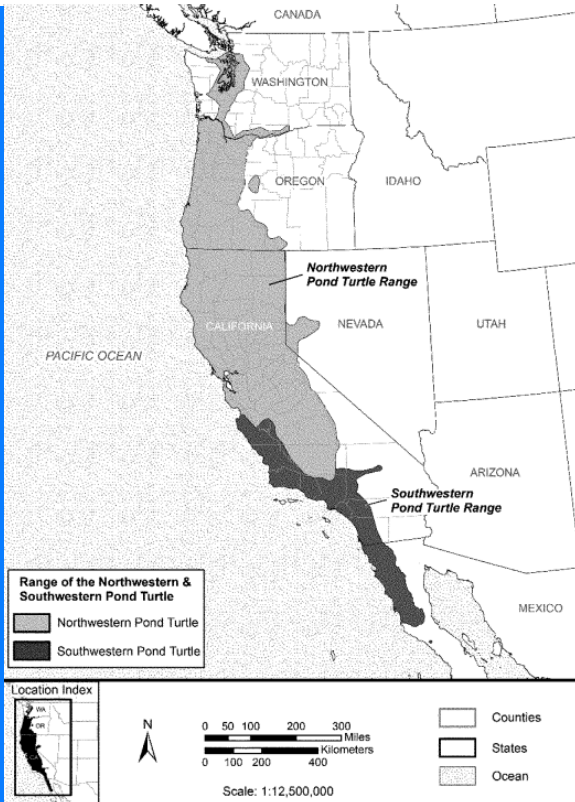 CANADA
WASHINGTON
OREGON
IDAHO
Northwestern
Pond Turtle Range
CALIFORNIA
NEVADA
UTAH
PACIFIC OCEAN
ARIZONA
Southwestern
Pond Turtle Range
MEXICO
Range of the Northwestern &
Southwestern Pond Turtle
Northwestern Pond Turtle
Southwestern Pond Turtle
Location Index
WA
OR
CA
N
0 50 100 200 300
Miles
Kilometers
0 100 200 400
Scale: 1:12,500,000
Counties
States
Ocean